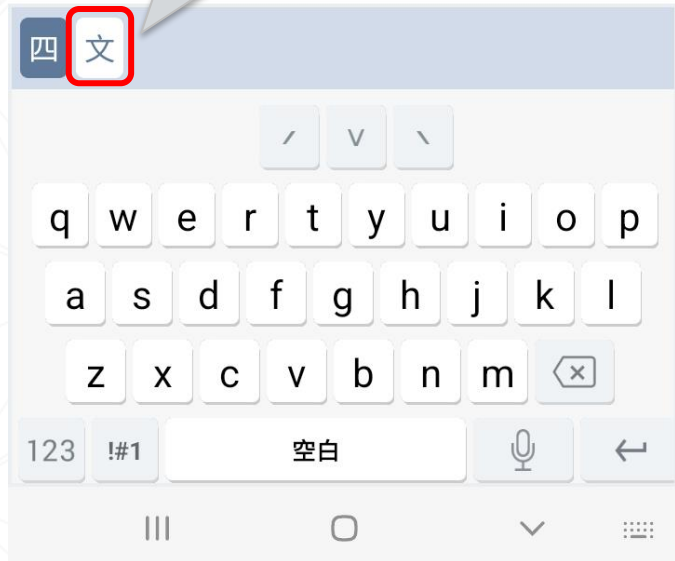 四 文
ˊ ˇ ˋ
q w e r t y u i o p
a s d f g h j k l
z x c v b n m
123 !#1 空白